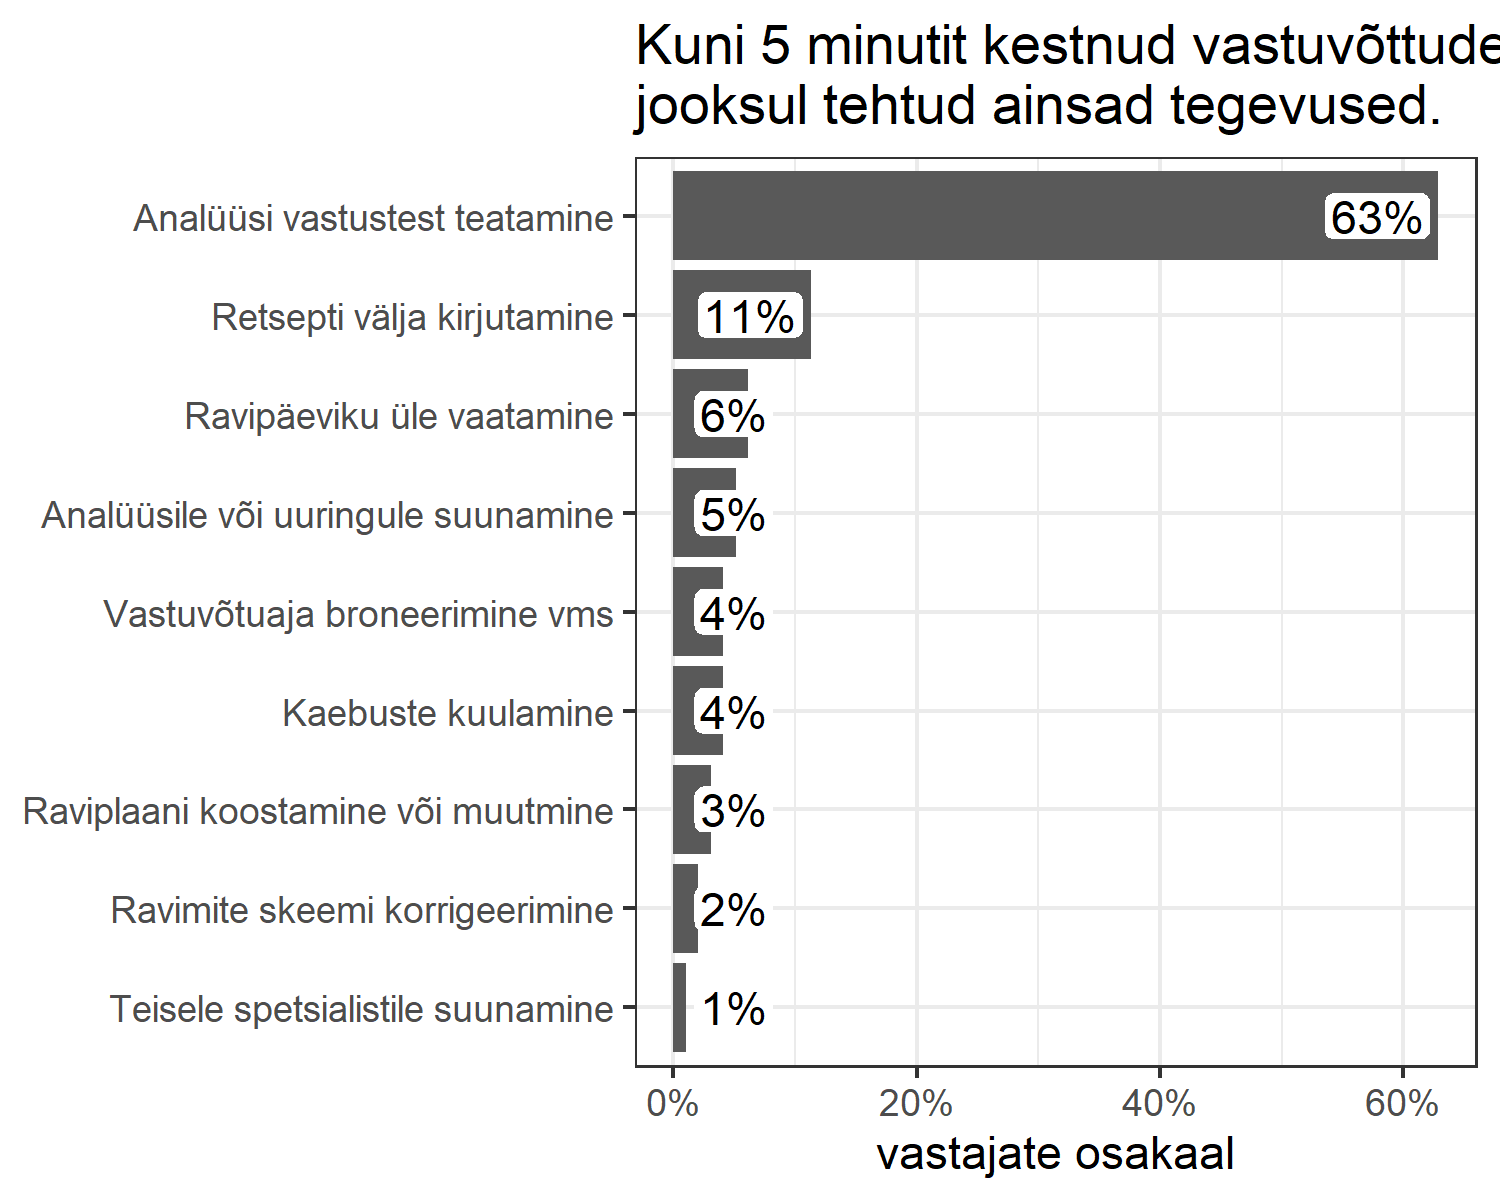 Kuni 5 minutit kestnud vastuvõttude
jooksul tehtud ainsad tegevused.
Analüüsi vastustest teatamine
63%
Retsepti välja kirjutamine
11%
Ravipäeviku üle vaatamine
6%
Analüüsile või uuringule suunamine
5%
Vastuvõtuaja broneerimine vms
4%
Kaebuste kuulamine
4%
Raviplaani koostamine või muutmine
3%
Ravimite skeemi korrigeerimine
2%
Teisele spetsialistile suunamine
1%
0% 20% 40% 60%
vastajate osakaal